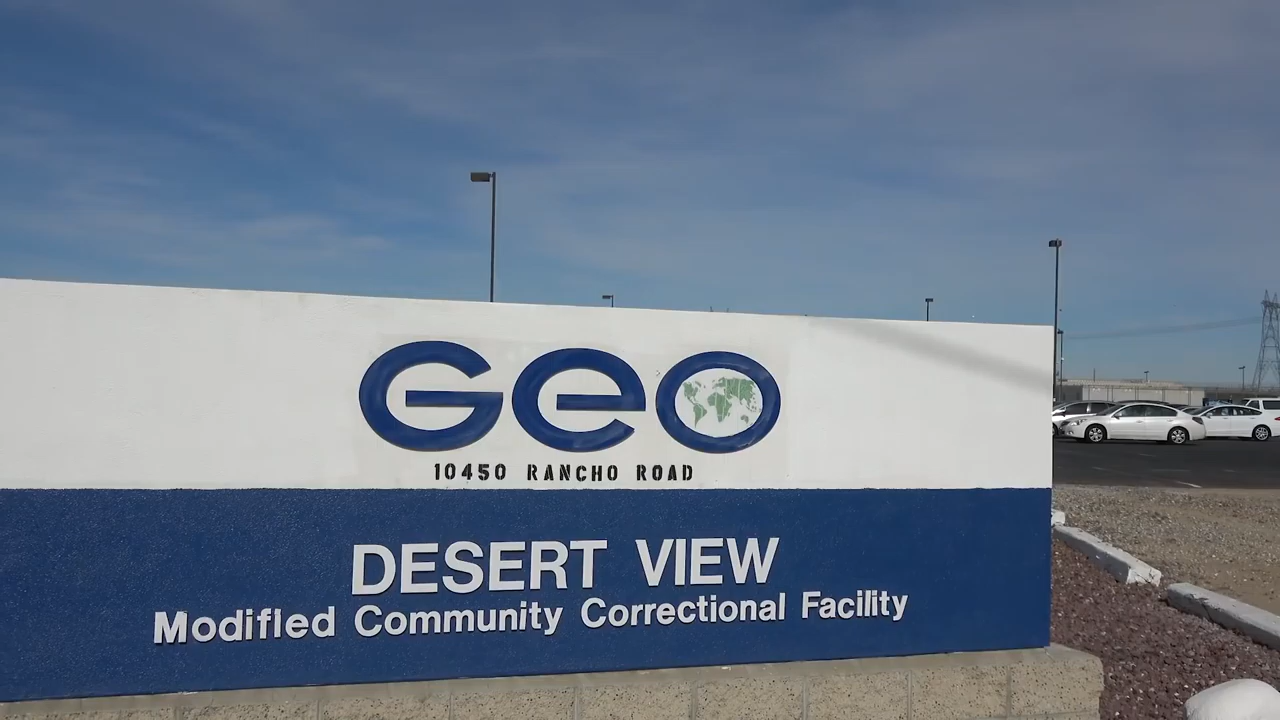 Geo
10450 RANCHO ROAD
DESERT VIEW
Modified Community Correctional Facility